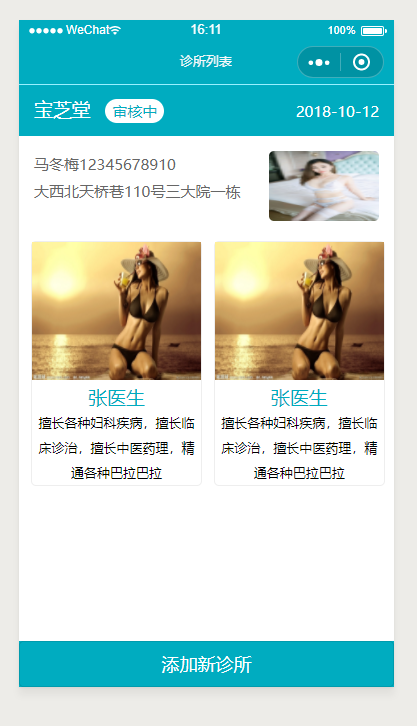 ●●●●● WeChat 16:11 100%
诊所列表
宝芝堂 审核中 2018-10-12
马冬梅12345678910
大西北天桥巷110号三大院一栋
张医生
擅长各种妇科疾病，擅长临
床诊治，擅长中医药理，精
通各种巴拉巴拉
张医生
擅长各种妇科疾病，擅长临
床诊治，擅长中医药理，精
通各种巴拉巴拉
添加新诊所